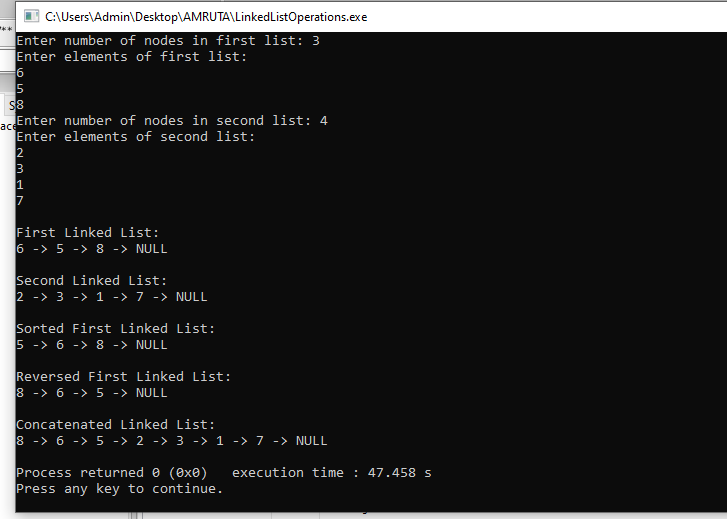 C:\Users\Admin\Desktop\AMRUTA\LinkedListOperations.exe
Enter number of nodes in first list: 3
Enter elements of first list:
6
5
8
Enter number of nodes in second list: 4
Enter elements of second list:
2
3
1
7
First Linked List:
6 -> 5 -> 8 -> NULL
Second Linked List:
2 -> 3 -> 1 -> 7 -> NULL
Sorted First Linked List:
5 -> 6 -> 8 -> NULL
Reversed First Linked List:
8 -> 6 -> 5 -> NULL
Concatenated Linked List:
8 -> 6 -> 5 -> 2 -> 3 -> 1 -> 7 -> NULL
Process returned 0 (0x0)   execution time : 47.458 s
Press any key to continue.